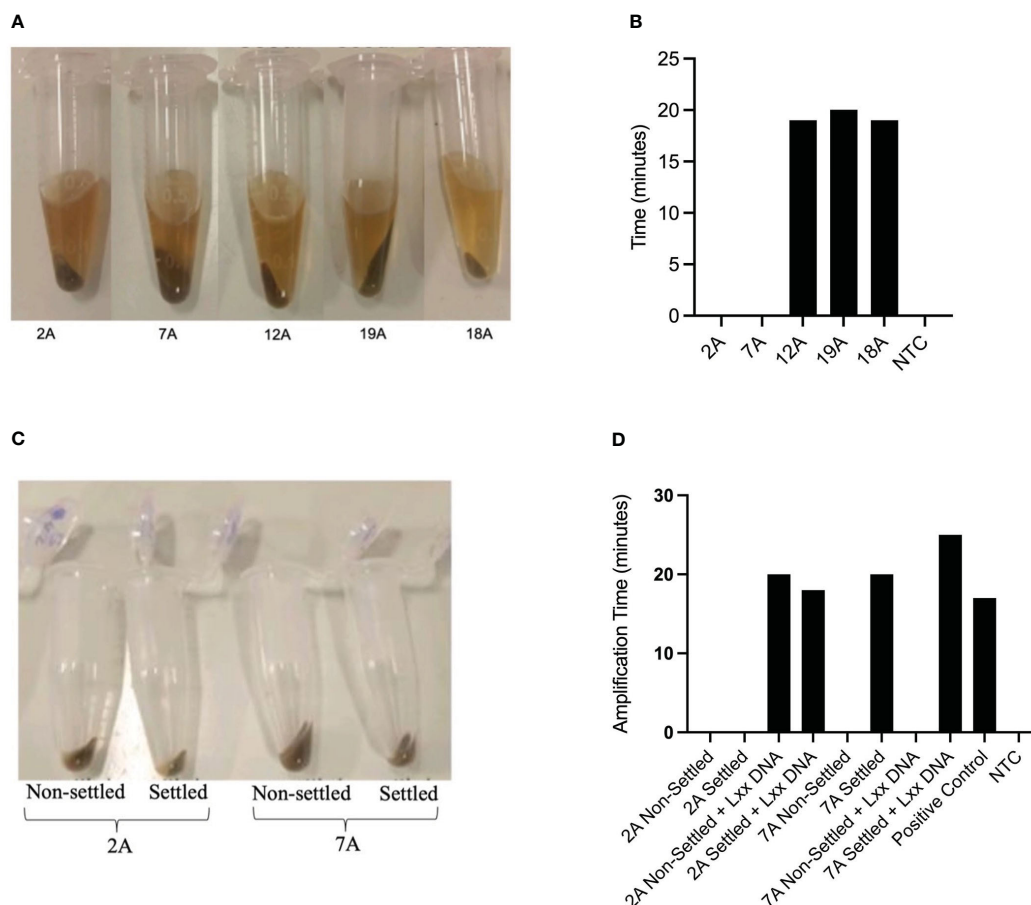 A
2A
7A
12A
19A
18A
B
Time (minutes)
25
20
15
10
5
0
2A
7A
12A
19A
18A
NTC
C
Non-settled
Settled
Non-settled
Settled
2A
7A
D
Amplification Time (minutes)
30
20
10
0
2A Non-Settled
2A Settled
2A Non-Settled + Lxx DNA
2A Settled + Lxx DNA
7A Non-Settled
7A Settled
7A Non-Settled + Lxx DNA
7A Settled + Lxx DNA
Positive Control
NTC